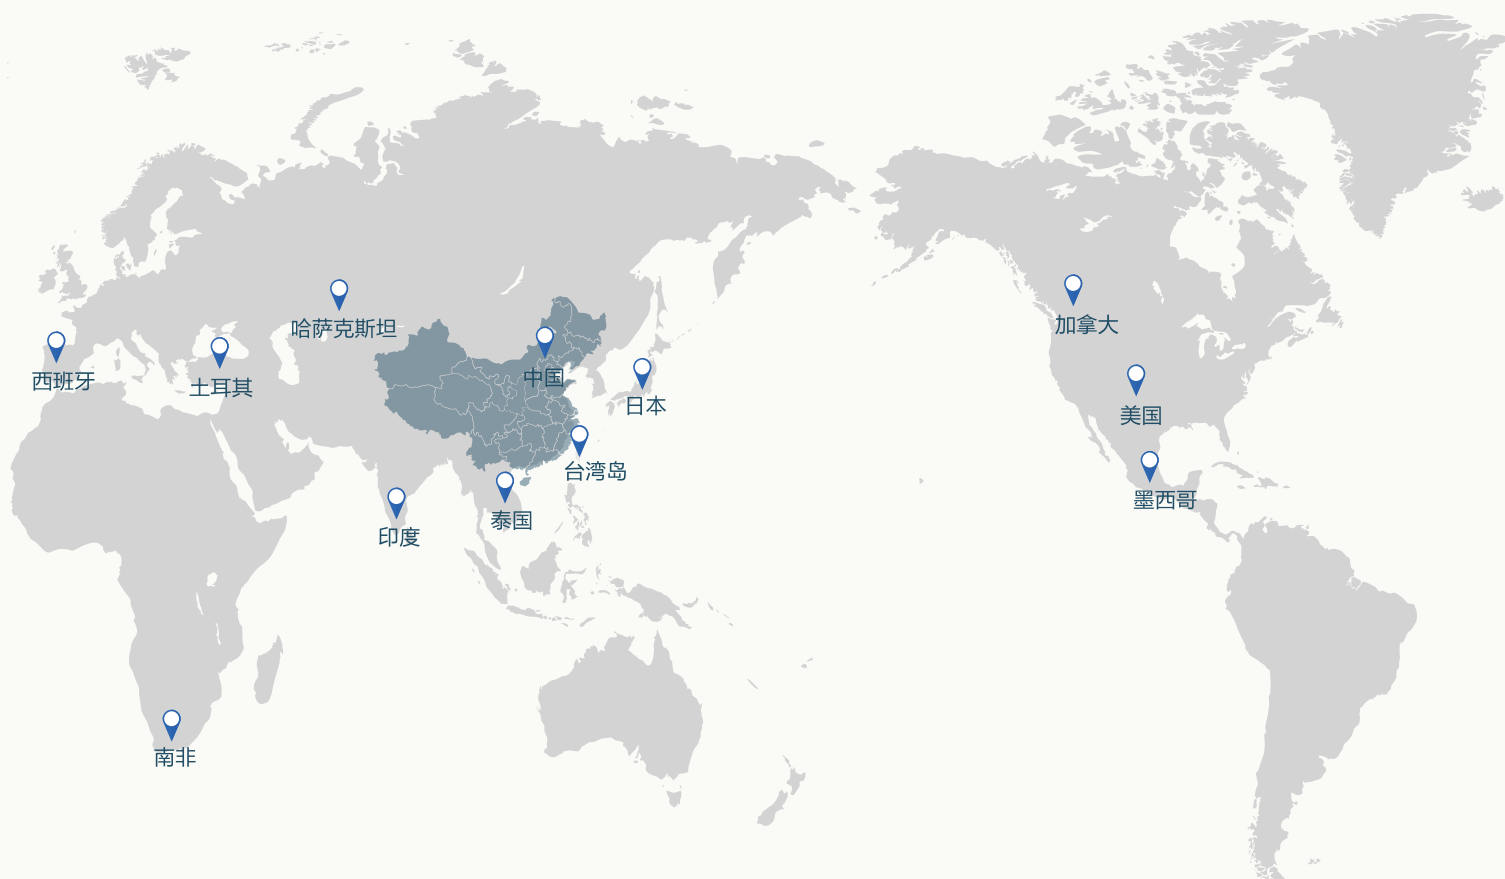 加拿大
哈萨克斯坦
西班牙
土耳其
中国
日本
美国
台湾岛
墨西哥
泰国
印度
南非